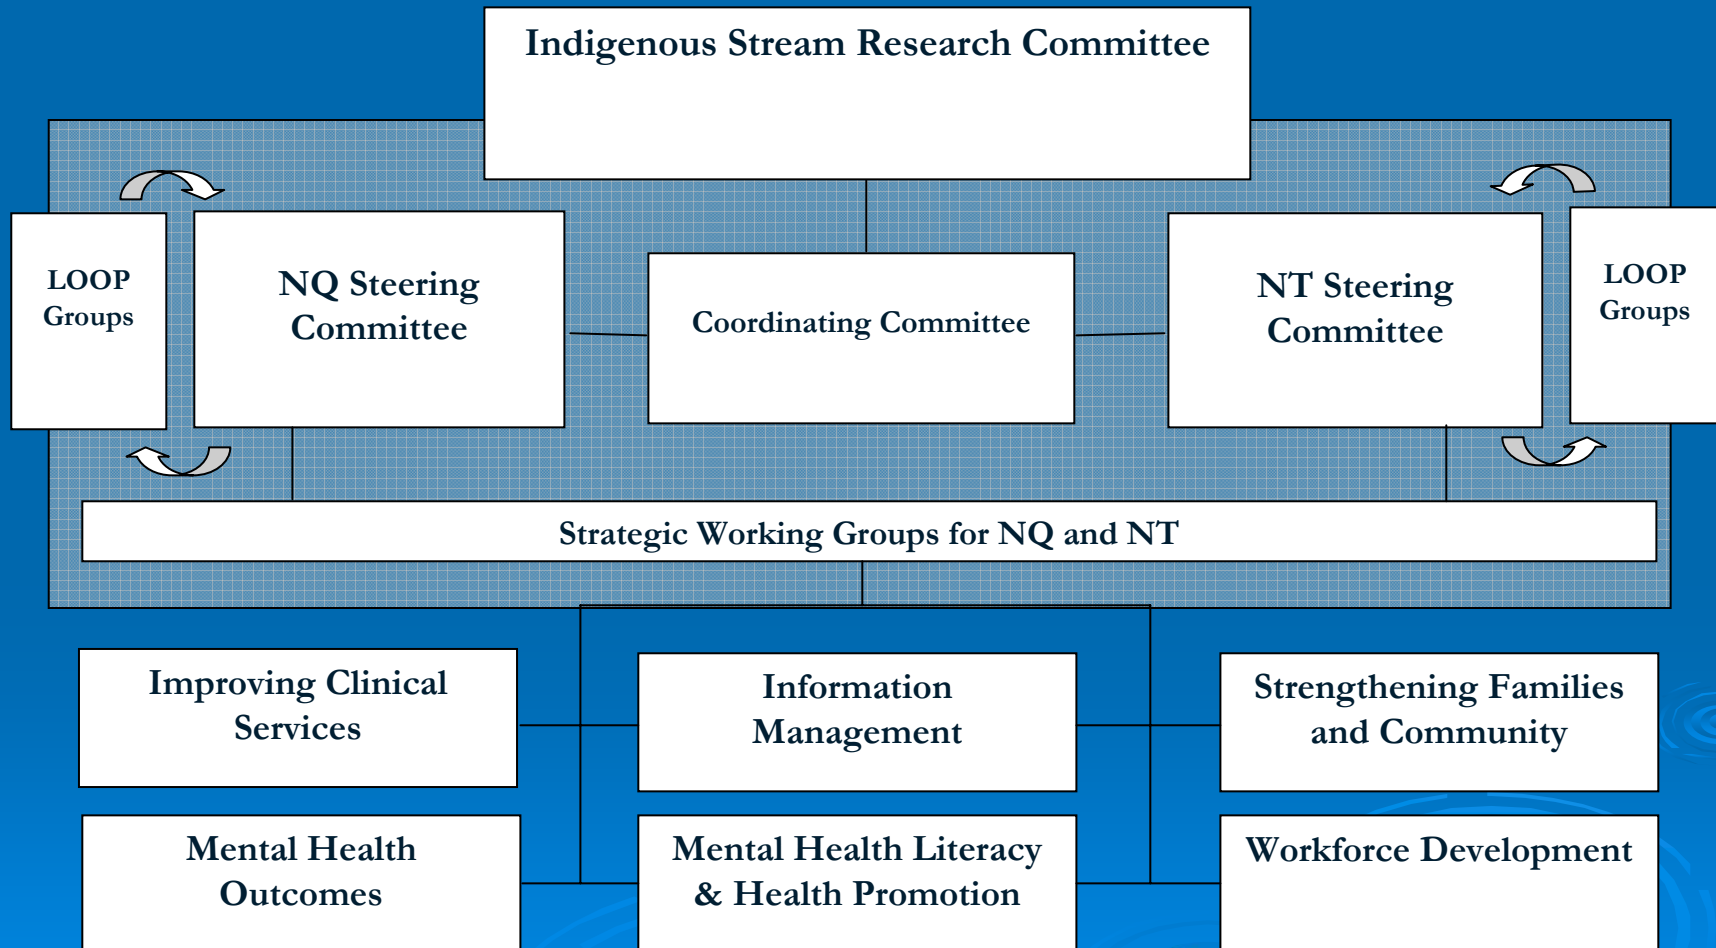 Indigenous Stream Research Committee
LOOP
Groups
NQ Steering
Committee
Coordinating Committee
NT Steering
Committee
LOOP
Groups
Strategic Working Groups for NQ and NT
Improving Clinical
Services
Information
Management
Strengthening Families
and Community
Mental Health
Outcomes
Mental Health Literacy
& Health Promotion
Workforce Development